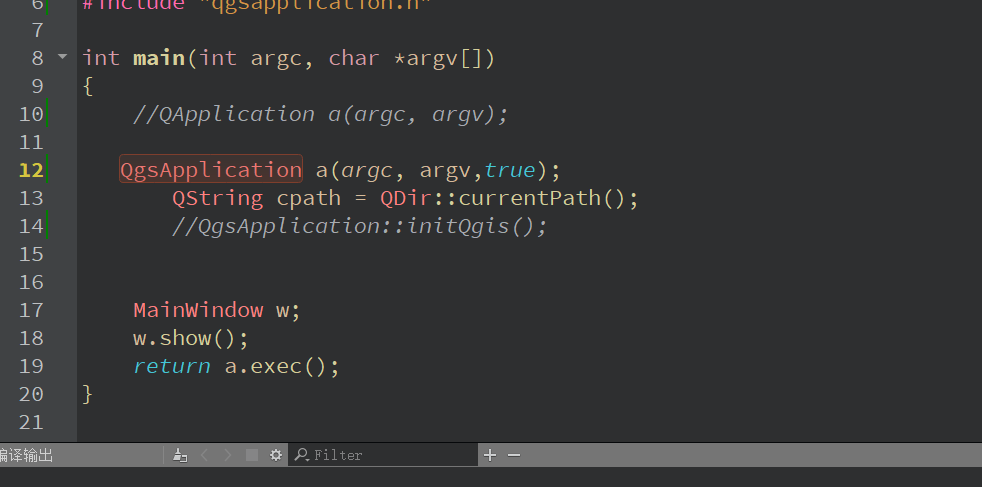 6 #include "qgsapplication.h"
7
8 int main(int argc, char *argv[])
9 {
10 //QApplication a(argc, argv);
11
12 QgsApplication a(argc, argv,true);
13 QString cpath = QDir::currentPath();
14 //QgsApplication::initQgis();
15
16
17 MainWindow w;
18 w.show();
19 return a.exec();
20 }
21
编译输出 Filter